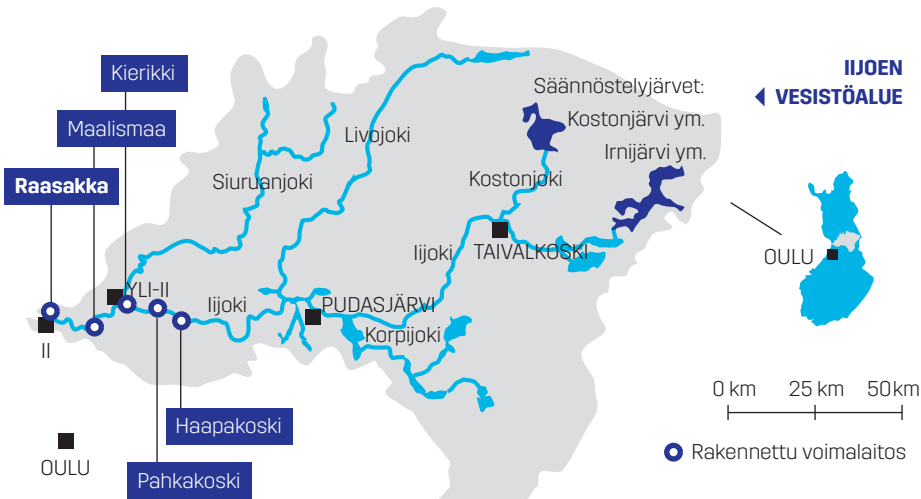 Kierikki
Maalismaa
Raasakka
Siuruanjoki
Livojoki
Säännöstelyjärvet:
Kostonjärvi ym.
Irnijärvi ym.
Kostonjoki
IIJOEN
VESISTÖALUE
OULU
Iijoki
TAIVALKOSKI
YLI-II
Iijoki
PUDASJÄRVI
Korpijoki
II
Haapakoski
Pahkakoski
OULU
0 km 25 km 50 km
Rakennettu voimalaitos